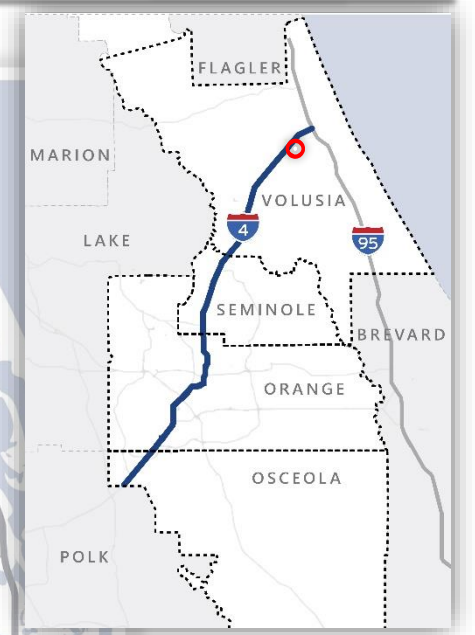 FLAGLER
MARION
VOLUSIA
4
95
LAKE
SEMINOLE
BREVARD
ORANGE
OSCEOLA
POLK